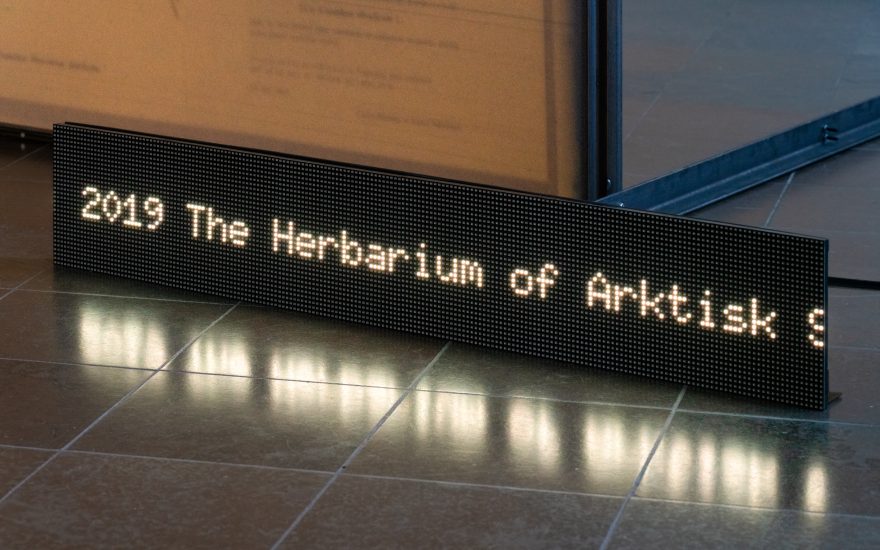 2019 The Herbarium of Arktisk